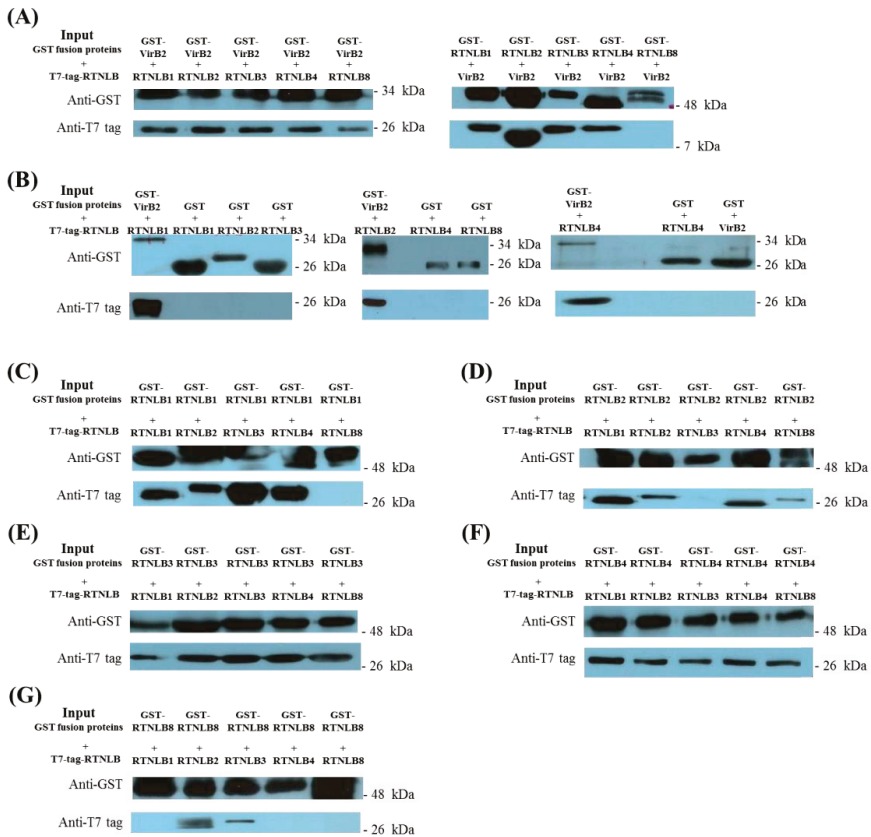 (A)
Input
GST fusion proteins
+
T7-tag-RTNLB
GST- GST- GST- GST- GST-
VirB2 VirB2 VirB2 VirB2 VirB2
+ + + + +
RTNLB1 RTNLB2 RTNLB3 RTNLB4 RTNLB8
Anti-GST
- 34 kDa
Anti-T7 tag
- 26 kDa
GST- GST- GST- GST- GST-
RTNLB1 RTNLB2 RTNLB3 RTNLB4 RTNLB8
+ + + + +
VirB2 VirB2 VirB2 VirB2 VirB2
- 48 kDa
- 7 kDa
(B)
Input
GST fusion proteins
+
T7-tag-RTNLB
GST-
VirB2 GST GST GST
+ + + +
RTNLB1 RTNLB1 RTNLB2 RTNLB3
Anti-GST
- 34 kDa
- 26 kDa
Anti-T7 tag
- 26 kDa
GST-
VirB2 GST GST
+ + +
RTNLB2 RTNLB4 RTNLB8
- 34 kDa
- 26 kDa
- 26 kDa
GST-
VirB2 GST GST
+ + +
RTNLB4 RTNLB4 VirB2
- 34 kDa
- 26 kDa
- 26 kDa
(C)
Input
GST fusion proteins
+
T7-tag-RTNLB
GST- GST- GST- GST- GST-
RTNLB1 RTNLB1 RTNLB1 RTNLB1 RTNLB1
+ + + + +
RTNLB1 RTNLB2 RTNLB3 RTNLB4 RTNLB8
Anti-GST
- 48 kDa
Anti-T7 tag
- 26 kDa
(D)
Input
GST fusion proteins
+
T7-tag-RTNLB
GST- GST- GST- GST- GST-
RTNLB2 RTNLB2 RTNLB2 RTNLB2 RTNLB2
+ + + + +
RTNLB1 RTNLB2 RTNLB3 RTNLB4 RTNLB8
Anti-GST
- 48 kDa
Anti-T7 tag
- 26 kDa
(E)
Input
GST fusion proteins
+
T7-tag-RTNLB
GST- GST- GST- GST- GST-
RTNLB3 RTNLB3 RTNLB3 RTNLB3 RTNLB3
+ + + + +
RTNLB1 RTNLB2 RTNLB3 RTNLB4 RTNLB8
Anti-GST
- 48 kDa
Anti-T7 tag
- 26 kDa
(F)
Input
GST fusion proteins
+
T7-tag-RTNLB
GST- GST- GST- GST- GST-
RTNLB4 RTNLB4 RTNLB4 RTNLB4 RTNLB4
+ + + + +
RTNLB1 RTNLB2 RTNLB3 RTNLB4 RTNLB8
Anti-GST
- 48 kDa
Anti-T7 tag
- 26 kDa
(G)
Input
GST fusion proteins
+
T7-tag-RTNLB
GST- GST- GST- GST- GST-
RTNLB8 RTNLB8 RTNLB8 RTNLB8 RTNLB8
+ + + + +
RTNLB1 RTNLB2 RTNLB3 RTNLB4 RTNLB8
Anti-GST
- 48 kDa
Anti-T7 tag
- 26 kDa